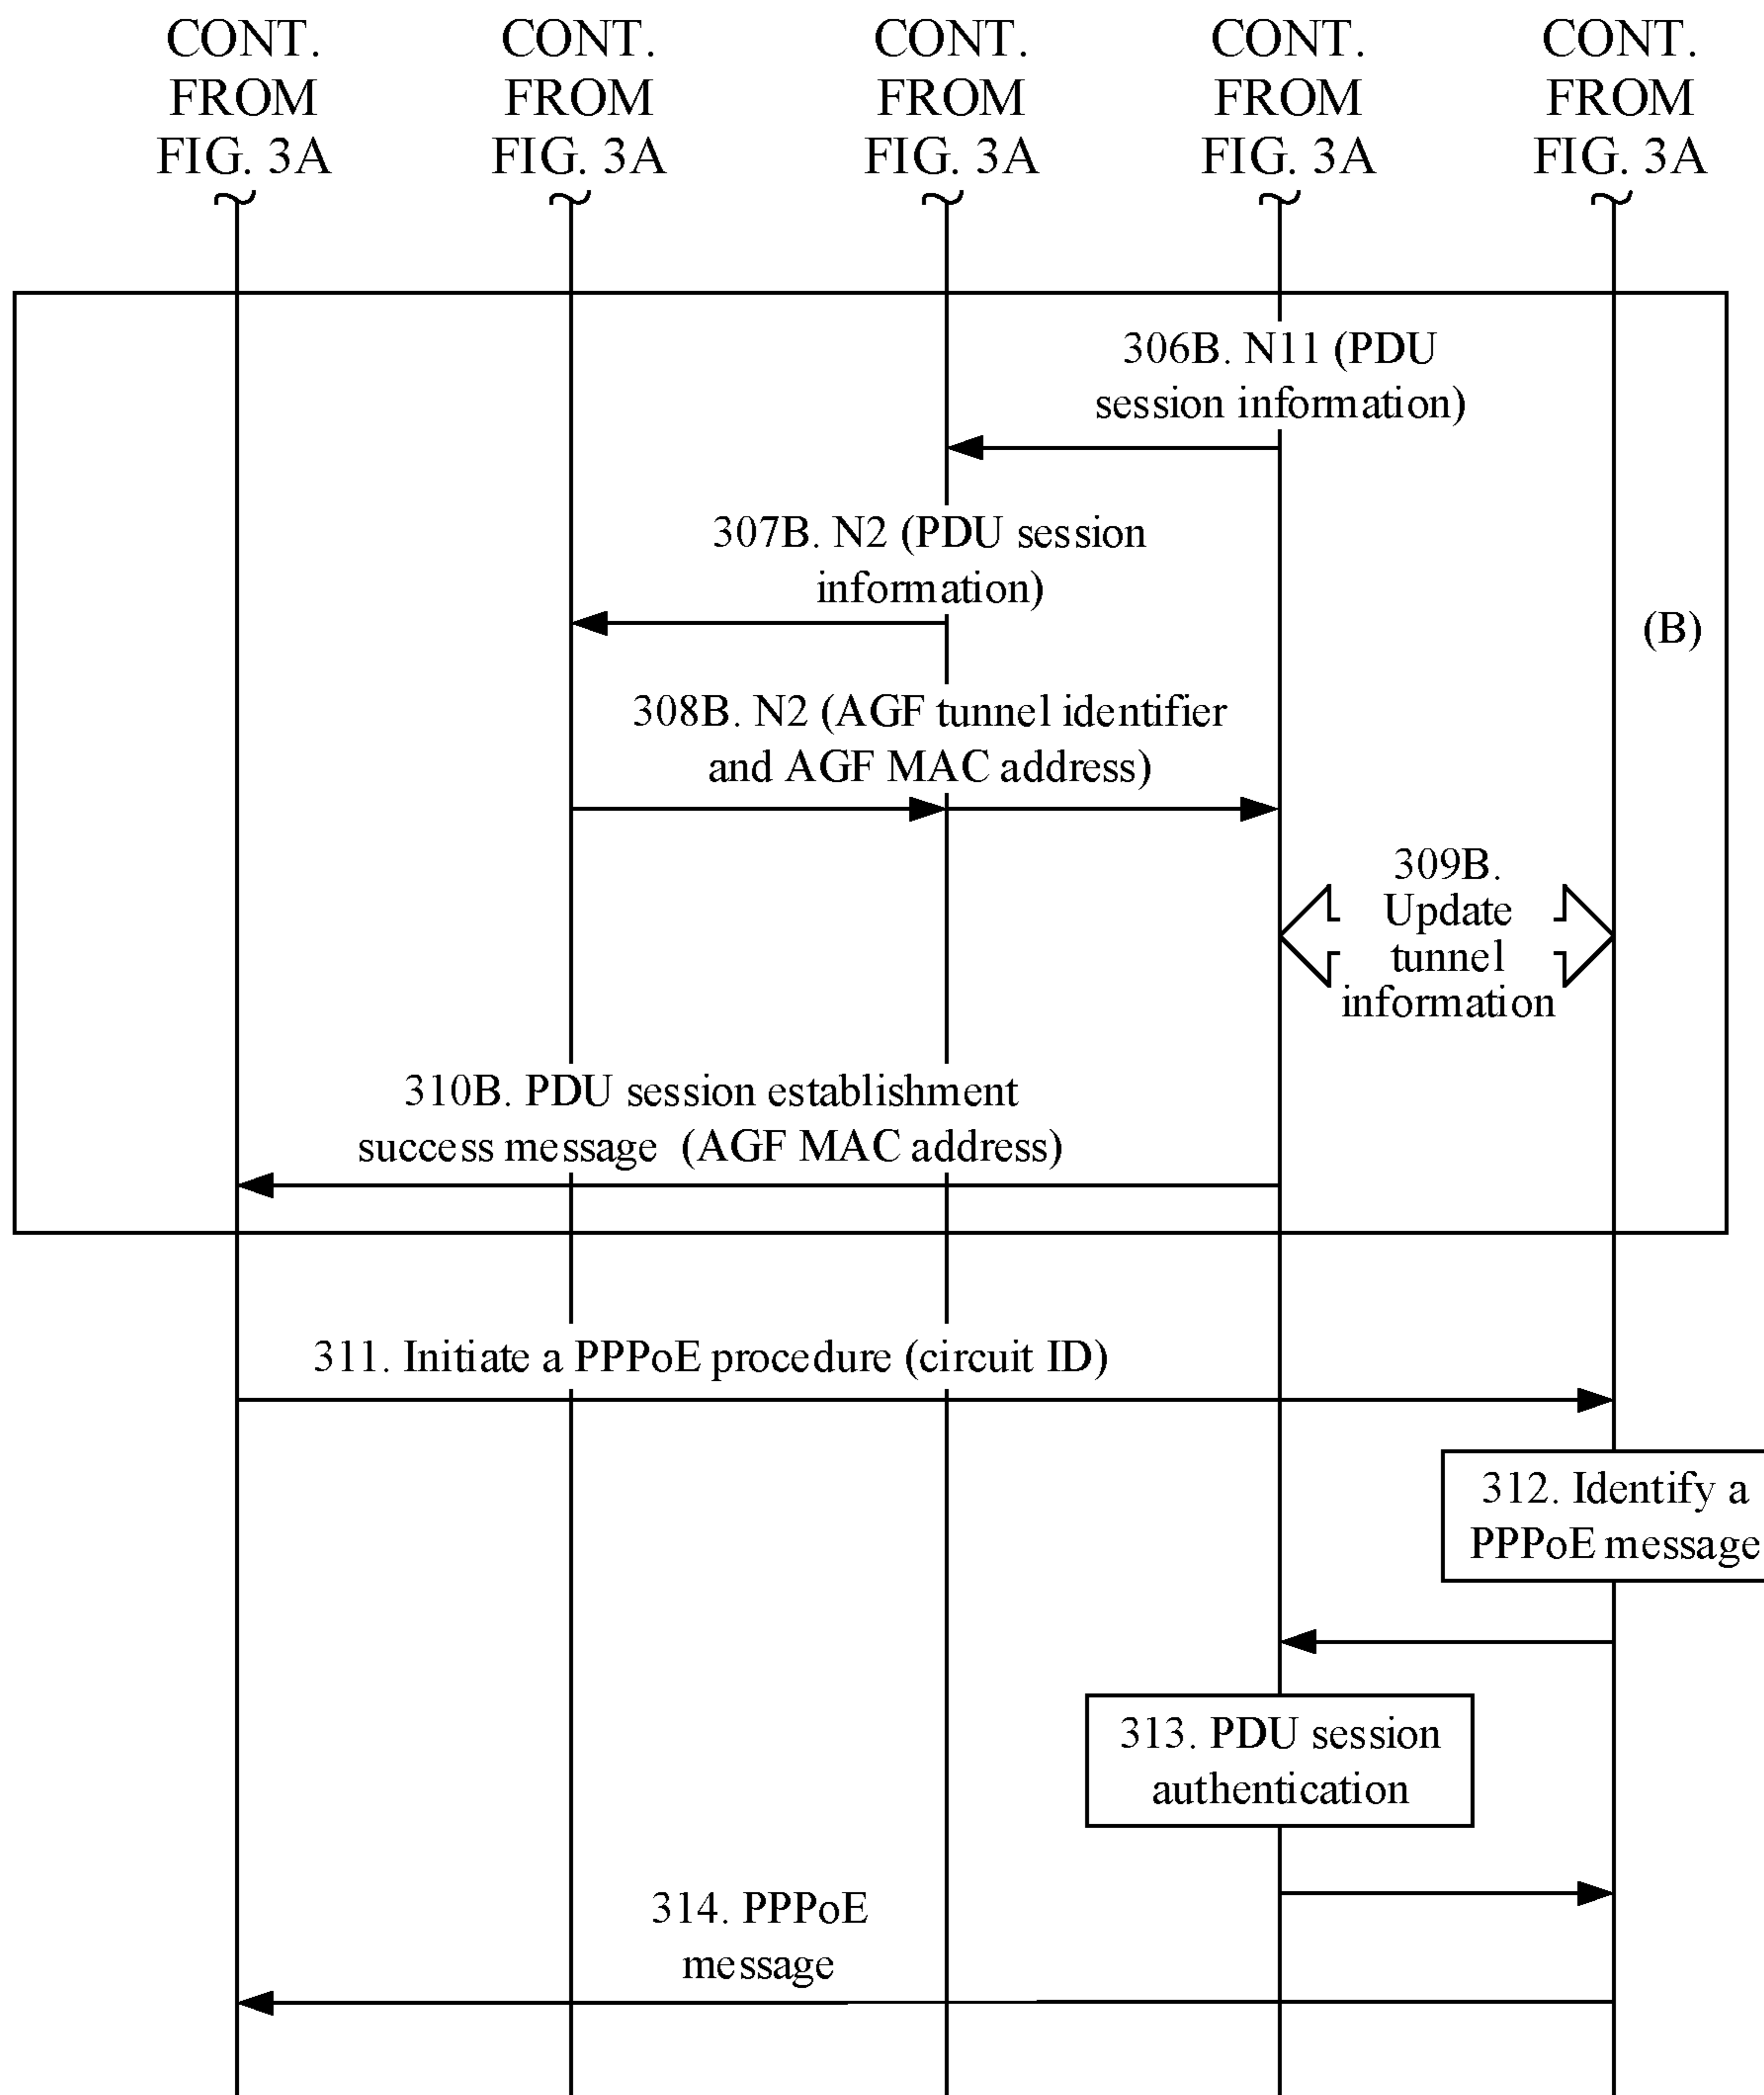 CONT. FROM FIG. 3A
CONT. FROM FIG. 3A
CONT. FROM FIG. 3A
CONT. FROM FIG. 3A
CONT. FROM FIG. 3A
306B. N11 (PDU
session information)
307B. N2 (PDU session
information)
(B)
308B. N2 (AGF tunnel identifier
and AGF MAC address)
309B.
Update
tunnel
information
310B. PDU session establishment
success message (AGF MAC address)
311. Initiate a PPPoE procedure (circuit ID)
312. Identify a
PPPoE message
313. PDU session
authentication
314. PPPoE
message